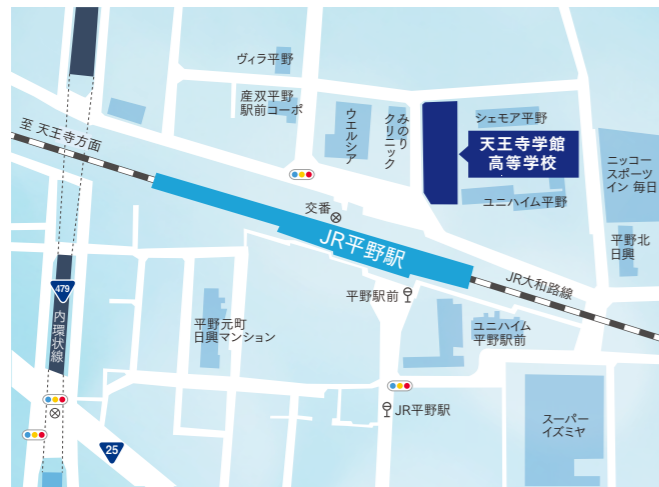 ヴィラ平野
産双平野
駅前コーポ
ウエルシア
みのり
クリニック
シェモア平野
天王寺学館
高等学校
ニッコー
スポーツ
イン 毎日
至 天王寺方面
交番
ユニハイム平野
JR平野駅
平野北
日興
JR大和路線
479
内環状線
平野駅前
平野元町
日興マンション
ユニハイム
平野駅前
JR平野駅
スーパー
イズミヤ
25